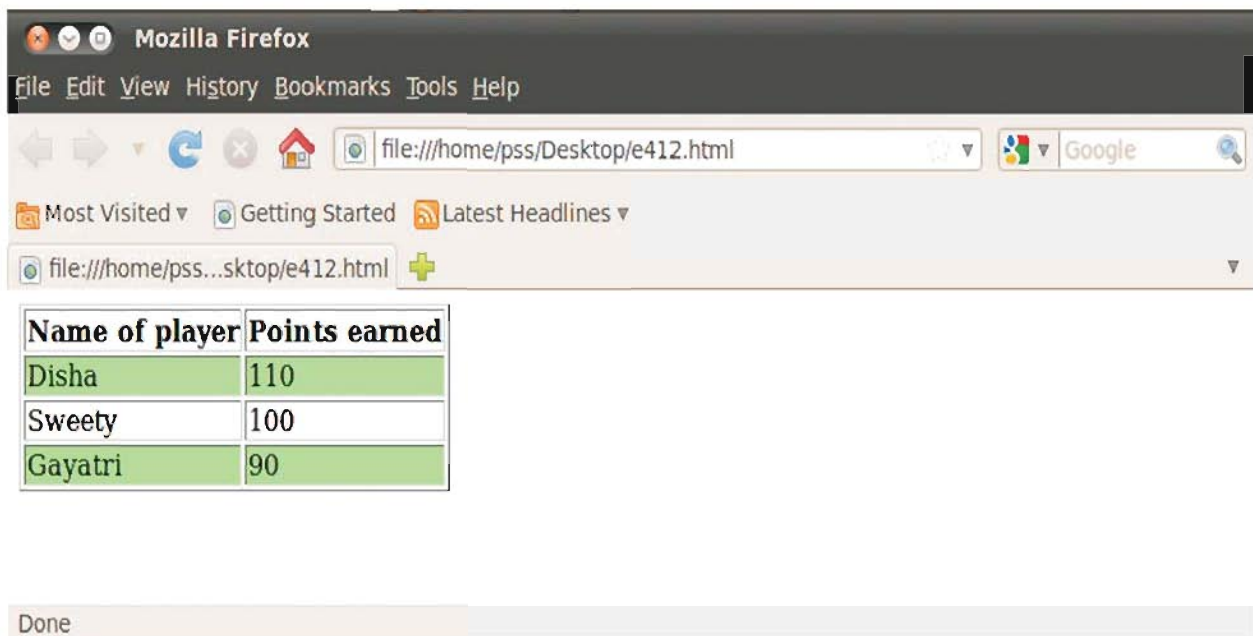 Mozilla Firefox
File Edit View History Bookmarks Tools Help
file:///home/pss/Desktop/e412.html Google
Most Visited Getting Started Latest Headlines
file:///home/pss...sktop/e412.html
Name of player Points earned
Disha 110
Sweety 100
Gayatri 90
Done